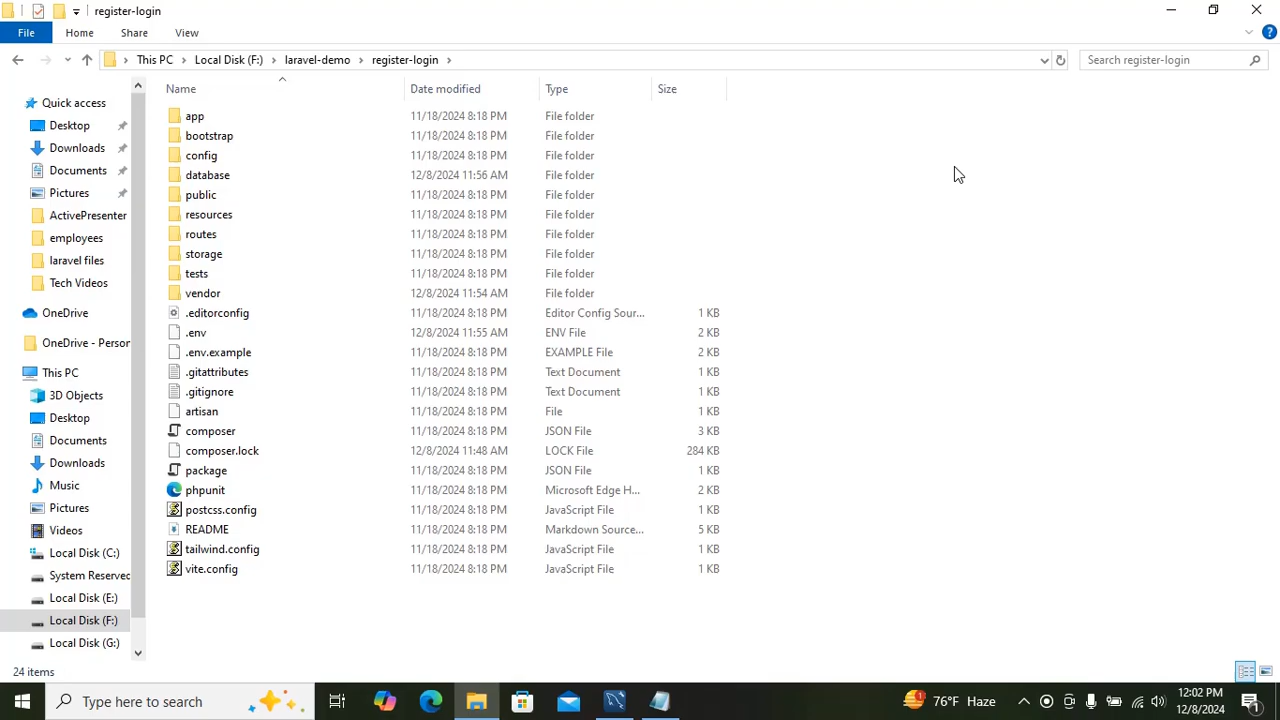 register-login
File Home Share View
This PC Local Disk (F:) laravel-demo register-login Search register-login
Name Date modified Type Size
Quick access
Desktop
Downloads
Documents
Pictures
ActivePresenter
employees
laravel files
Tech Videos
OneDrive
OneDrive - Person
This PC
3D Objects
Desktop
Documents
Downloads
Music
Pictures
Videos
Local Disk (C:)
System Reserved
Local Disk (E:)
Local Disk (F:)
Local Disk (G:)
app 11/18/2024 8:18 PM File folder
bootstrap 11/18/2024 8:18 PM File folder
config 11/18/2024 8:18 PM File folder
database 12/8/2024 11:56 AM File folder
public 11/18/2024 8:18 PM File folder
resources 11/18/2024 8:18 PM File folder
routes 11/18/2024 8:18 PM File folder
storage 11/18/2024 8:18 PM File folder
tests 11/18/2024 8:18 PM File folder
vendor 12/8/2024 11:54 AM File folder
.editorconfig 11/18/2024 8:18 PM Editor Config Sour... 1 KB
.env 12/8/2024 11:55 AM ENV File 2 KB
.env.example 11/18/2024 8:18 PM EXAMPLE File 2 KB
.gitattributes 11/18/2024 8:18 PM Text Document 1 KB
.gitignore 11/18/2024 8:18 PM Text Document 1 KB
artisan 11/18/2024 8:18 PM File 1 KB
composer 11/18/2024 8:18 PM JSON File 3 KB
composer.lock 12/8/2024 11:48 AM LOCK File 284 KB
package 11/18/2024 8:18 PM JSON File 1 KB
phpunit 11/18/2024 8:18 PM Microsoft Edge H... 2 KB
postcss.config 11/18/2024 8:18 PM JavaScript File 1 KB
README 11/18/2024 8:18 PM Markdown Source... 5 KB
tailwind.config 11/18/2024 8:18 PM JavaScript File 1 KB
vite.config 11/18/2024 8:18 PM JavaScript File 1 KB
24 items
Type here to search
1
76°F Haze
12:02 PM
12/8/2024
1